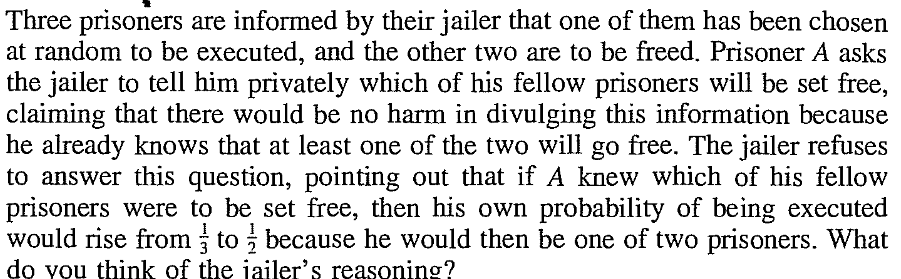 Three prisoners are informed by their jailer that one of them has been chosen
at random to be executed, and the other two are to be freed. Prisoner A asks
the jailer to tell him privately which of his fellow prisoners will be set free,
claiming that there would be no harm in divulging this information because
he already knows that at least one of the two will go free. The jailer refuses
to answer this question, pointing out that if A knew which of his fellow
prisoners were to be set free, then his own probability of being executed
would rise from 1/3 to 1/2 because he would then be one of two prisoners. What
do you think of the jailer's reasoning?